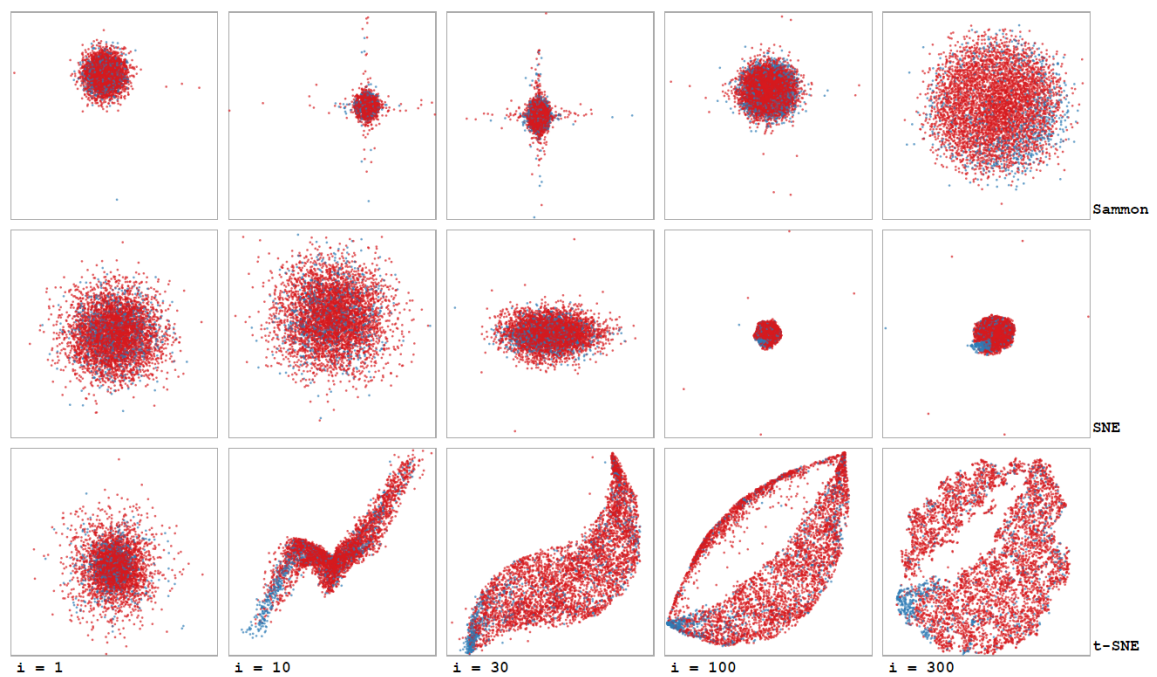 Sammon
SNE
t-SNE
i = 1
i = 10
i = 30
i = 100
i = 300